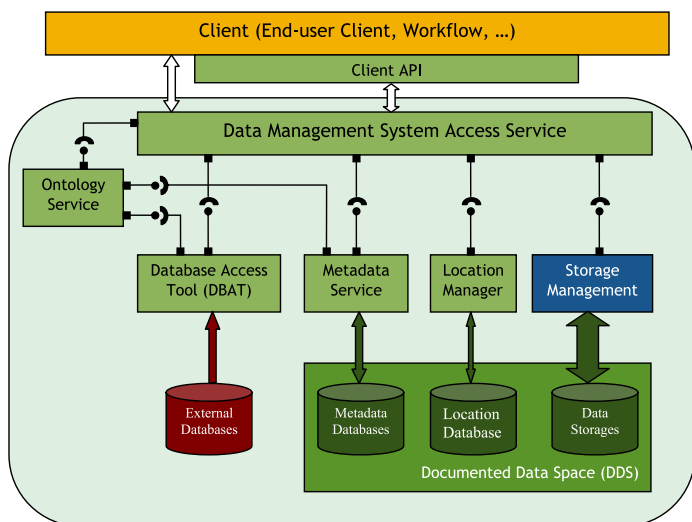 Client (End-user Client, Workflow, …)
Client API
Data Management System Access Service
Ontology
Service
Database Access
Tool (DBAT)
Metadata
Service
Location
Manager
Storage
Management
External
Databases
Metadata
Databases
Location
Database
Data
Storages
Documented Data Space (DDS)